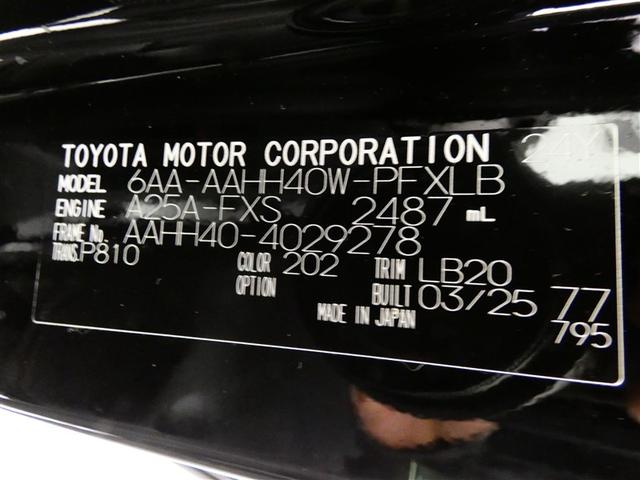 TOYOTA MOTOR CORPORATION 24Y
MODEL 6AA-AAHH40W-PFXLB
ENGINE A25A-FXS 2487 mL
FRAME No. AAHH40-4029278
TRANS. P810 COLOR 202 TRIM LB20
OPTION BUILT 03/25 77
MADE IN JAPAN 795